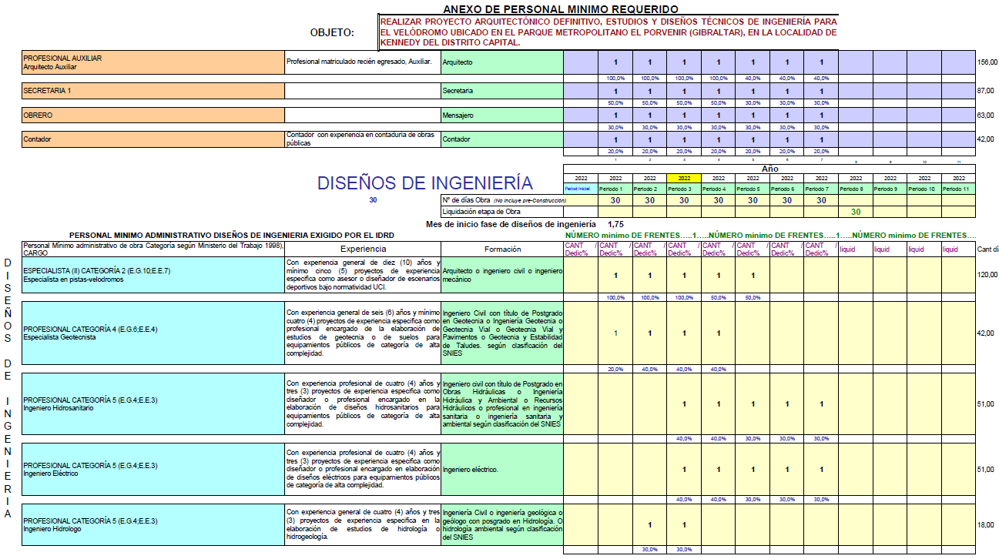 ANEXO DE PERSONAL MINIMO REQUERIDO
OBJETO:
REALIZAR PROYECTO ARQUITECTÓNICO DEFINITIVO, ESTUDIOS Y DISEÑOS TÉCNICOS DE INGENIERÍA PARA
EL VELÓDROMO UBICADO EN EL PARQUE METROPOLITANO EL PORVENIR (GIBRALTAR), EN LA LOCALIDAD DE
KENNEDY DEL DISTRITO CAPITAL.
PROFESIONAL AUXILIAR
Arquitecto Auxiliar
Profesional matriculado recién egresado, Auxiliar.
Arquitecto
1 1 1 1 1 1 1
156,00
100,0% 100,0% 100,0% 100,0% 40,0% 40,0% 40,0%
SECRETARIA 1
Secretaria
1 1 1 1 1 1 1
87,00
50,0% 50,0% 50,0% 50,0% 30,0% 30,0% 30,0%
OBRERO
Mensajero
1 1 1 1 1 1 1
63,00
30,0% 30,0% 30,0% 30,0% 30,0% 30,0% 30,0%
Contador
Contador con experiencia en contaduria de obras
públicas
Contador
1 1 1 1 1 1 1
42,00
20,0% 20,0% 20,0% 20,0% 20,0% 20,0% 20,0%
1 2 3 4 5 6 7 8 9 10 11
Año
2022 2022 2022 2022 2022 2022 2022 2022 2022 2022 2022 2022
DISEÑOS DE INGENIERÍA
Period Inicial Periodo 1 Periodo 2 Periodo 3 Periodo 4 Periodo 5 Periodo 6 Periodo 7 Periodo 8 Periodo 9 Periodo 10 Periodo 11
30
N° de días Obra (No incluye pre-Construcción)
30 30 30 30 30 30 30
Liquidación etapa de Obra
30
Mes de inicio fase de diseños de ingeniería 1,75
PERSONAL MINIMO ADMINISTRATIVO DISEÑOS DE INGENIERIA EXIGIDO POR EL IDRD
NÚMERO minimo DE FRENTES.....1....NÚMERO minimo DE FRENTES.....1.....NÚMERO minimo DE FRENTES....
Personal Mínimo administrativo de obra Categoría según Ministerio del Trabajo 1998),
CARGO
Experiencia
Formación
CANT / CANT / CANT / CANT / CANT / CANT / CANT / CANT / liquid liquid liquid liquid
Dedic% Dedic% Dedic% Dedic% Dedic% Dedic% Dedic% Dedic%
Cant di
DISEÑOS DE INGENIERIA
ESPECIALISTA (II) CATEGORÍA 2 (E.G.10;E.E.7)
Especialista en pistas-velodromos
Con experiencia general de diez (10) años y
mínimo cinco (5) proyectos de experiencia
especifica como asesor o diseñador de escenarios
deportivos bajo normatividad UCI.
Arquitecto o ingeniero civil o ingeniero
mecánico
1 1 1 1 1
120,00
100,0% 100,0% 100,0% 50,0% 50,0%
PROFESIONAL CATEGORÍA 4 (E.G.6;E.E.4)
Especialista Geotecnista
Con experiencia general de seis (6) años y mínimo
cuatro (4) proyectos de experiencia especifica como
profesional encargado de la elaboración de
estudios de geotecnia o de suelos para
equipamientos públicos de categoría de alta
complejidad.
Ingeniero Civil con título de Postgrado
en Geotecnia o Ingeniería Geotecnia o
Geotecnia Vial o Geotecnia Vial y
Pavimentos o Geotecnia y Estabilidad
de Taludes. según clasificación del
SNIES
1 1 1 1
42,00
20,0% 40,0% 40,0% 40,0%
PROFESIONAL CATEGORÍA 5 (E.G.4;E.E.3)
Ingeniero Hidrosanitario
Con experiencia profesional de cuatro (4) años y
tres (3) proyectos de experiencia especifica como
diseñador o profesional encargado en la
elaboración de diseños hidrosanitarios para
equipamientos públicos de categoría de alta
complejidad.
Ingeniero civil con título de Postgrado en
Obras Hidráulicas o Ingeniería
Hidráulica y Ambiental o Recursos
Hidráulicos o profesional en ingeniería
sanitaria o ingeniería sanitaria y
ambiental según clasificación del SNIES
1 1 1 1 1
51,00
40,0% 40,0% 30,0% 30,0% 30,0%
PROFESIONAL CATEGORÍA 5 (E.G.4;E.E.3)
Ingeniero Eléctrico
Con experiencia profesional de cuatro (4) años y
tres (3) proyectos de experiencia especifica como
diseñador o profesional encargado en elaboración
de diseños eléctricos para equipamientos públicos
de categoría de alta complejidad.
Ingeniero eléctrico.
1 1 1 1 1
51,00
40,0% 40,0% 30,0% 30,0% 30,0%
PROFESIONAL CATEGORÍA 5 (E.G.4;E.E.3)
Ingeniero Hidrologo
Con experiencia general de cuatro (4) años y tres
(3) proyectos de experiencia especifica en la
elaboración de estudios de hidrología o
hidrogeología.
Ingeniería Civil o ingeniería geológica o
geólogo con posgrado en Hidrología. O
hidrología ambiental según clasificación
del SNIES
1 1
18,00
30,0% 30,0%